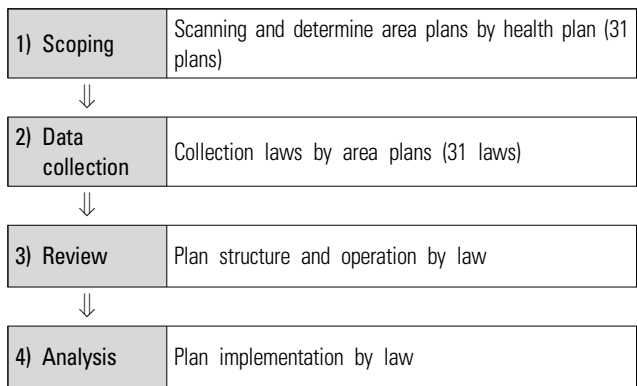 1) Scoping
Scanning and determine area plans by health plan (31
plans)
⇓
2) Data
collection
Collection laws by area plans (31 laws)
⇓
3) Review
Plan structure and operation by law
⇓
4) Analysis
Plan implementation by law